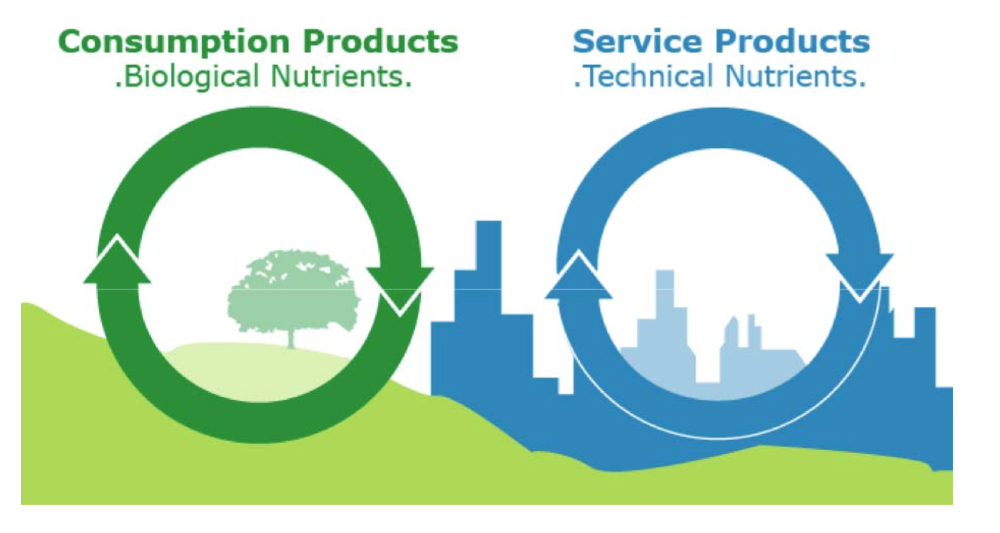 Consumption Products
.Biological Nutrients.
Service Products
.Technical Nutrients.